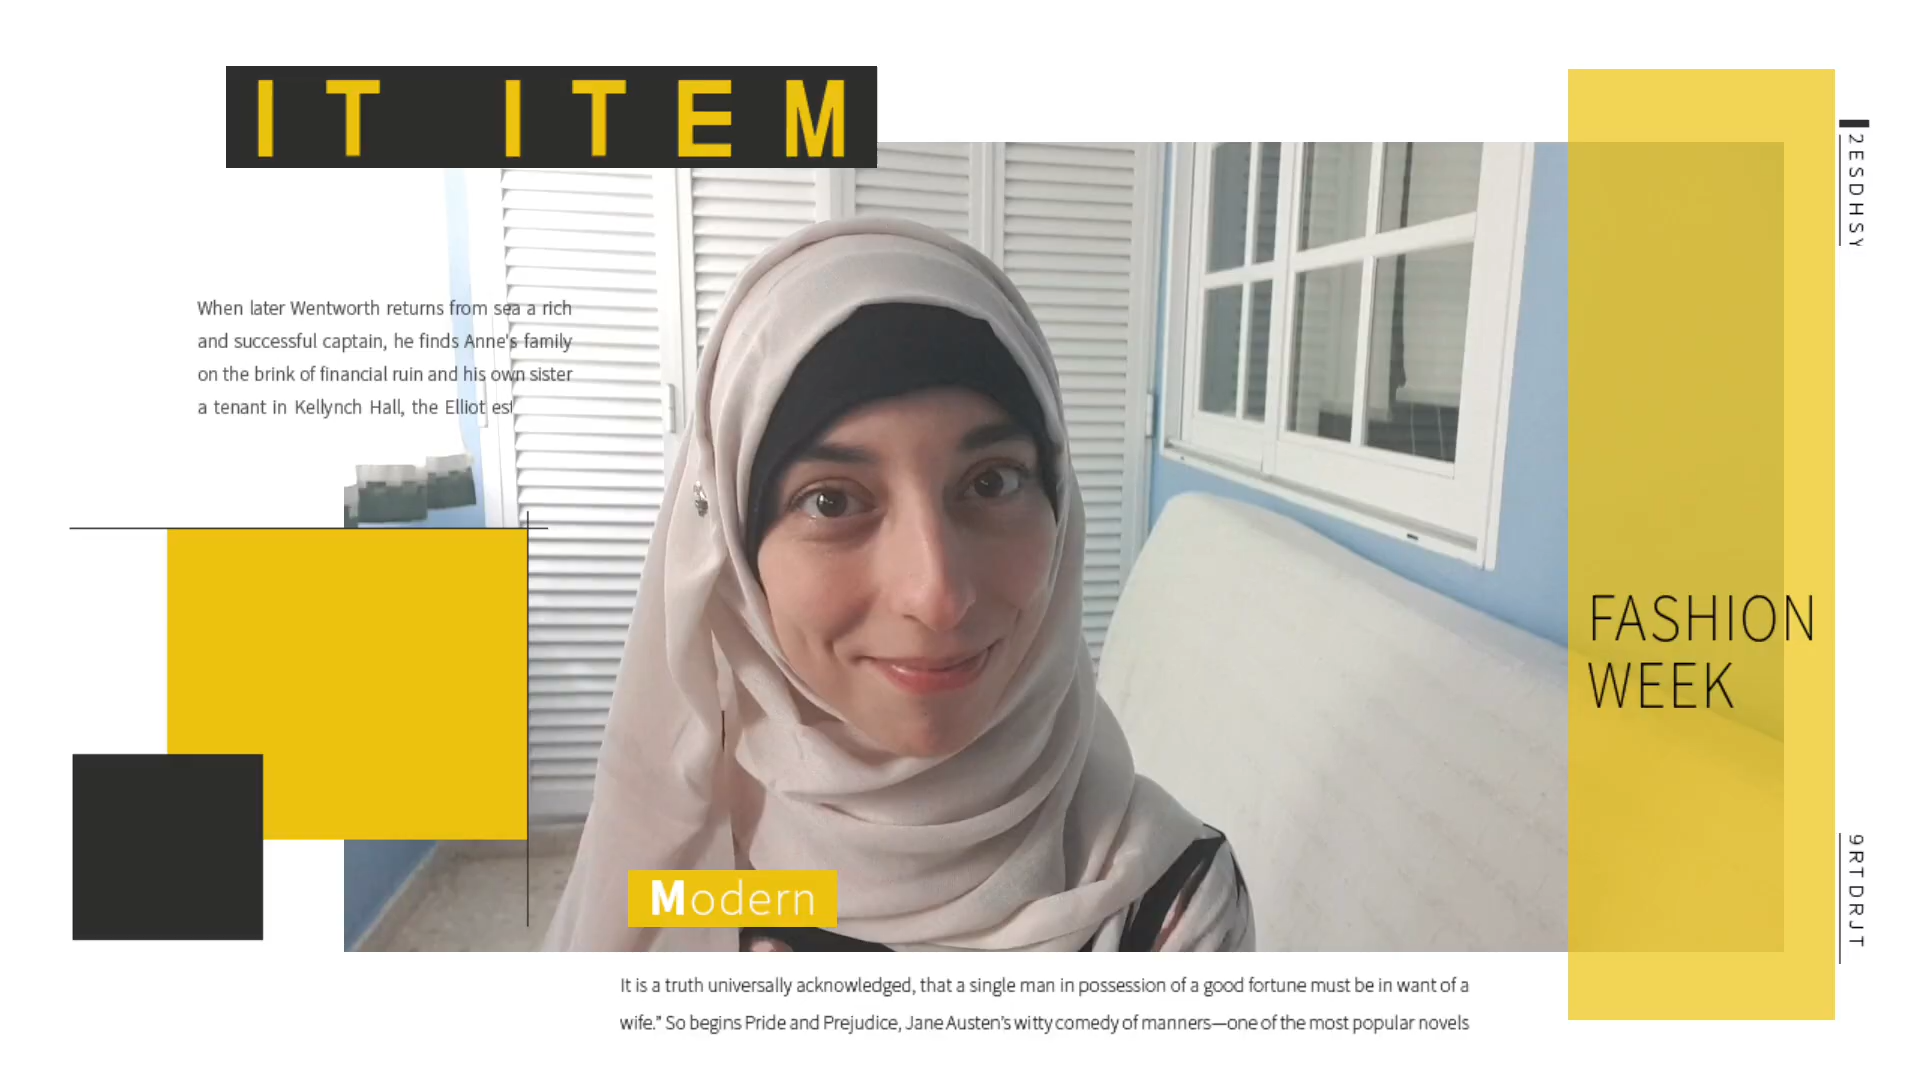 IT ITEM
2ESDHSY
When later Wentworth returns from sea a rich
and successful captain, he finds Anne's family
on the brink of financial ruin and his own sister
a tenant in Kellynch Hall, the Elliot est
FASHION
WEEK
9RTDRJT
Modern
It is a truth universally acknowledged, that a single man in possession of a good fortune must be in want of a
wife.” So begins Pride and Prejudice, Jane Austen’s witty comedy of manners—one of the most popular novels